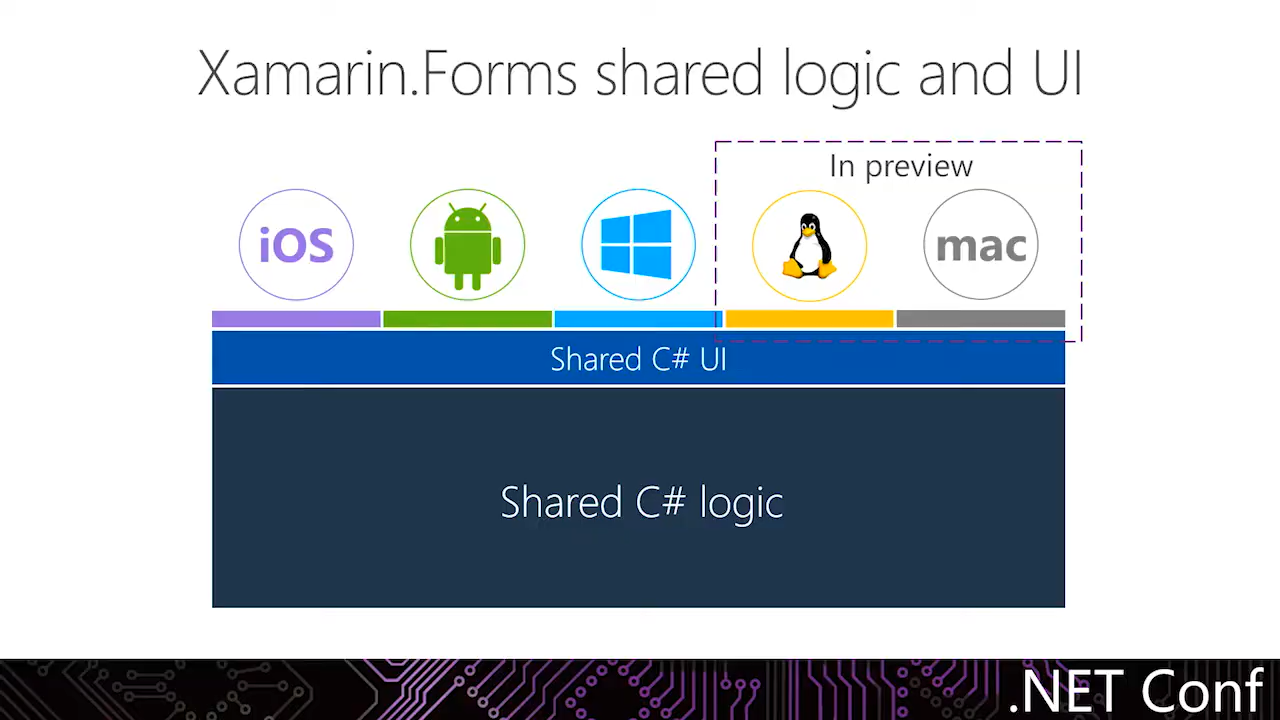 Xamarin.Forms shared logic and UI
In preview
iOS
mac
Shared C# UI
Shared C# logic
.NET Conf